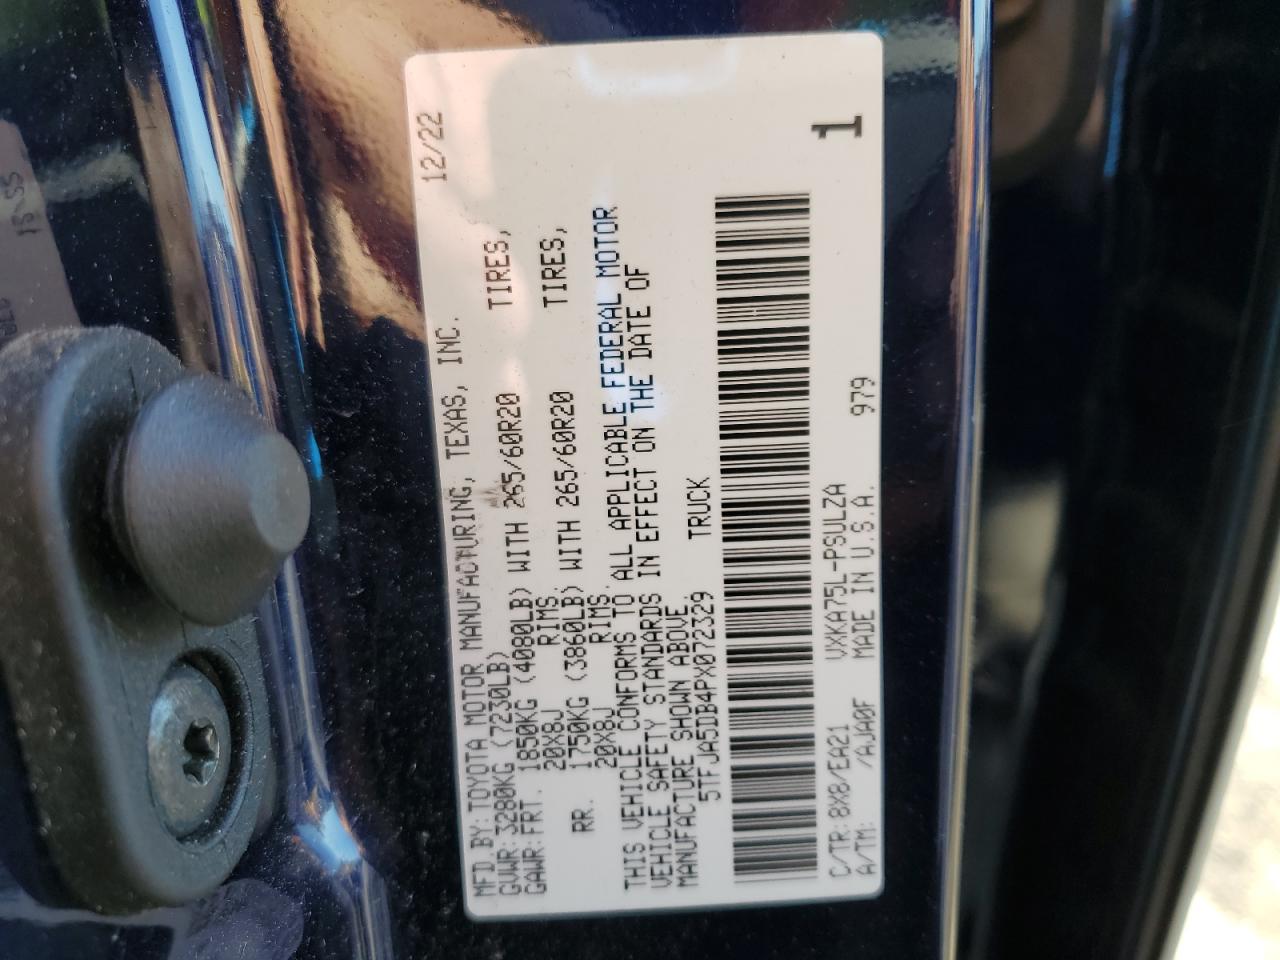 MFD.BY:TOYOTA MOTOR MANUFACTURING, TEXAS, INC. 12/22
GVWR:3280KG (7230LB)
GAWR:FRT. 1850KG (4080LB) WITH 265/60R20 TIRES,
20X8J RIMS.
RR. 1750KG (3860LB) WITH 265/60R20 TIRES,
20X8J RIMS.
THIS VEHICLE CONFORMS TO ALL APPLICABLE FEDERAL MOTOR
VEHICLE SAFETY STANDARDS IN EFFECT ON THE DATE OF
MANUFACTURE SHOWN ABOVE.
5TFJA5DB4PX072329 TRUCK
C/TR:8X8/EA21 VXKA75L-PSULZA 979
A/TM: /AJA0F MADE IN U.S.A.
1